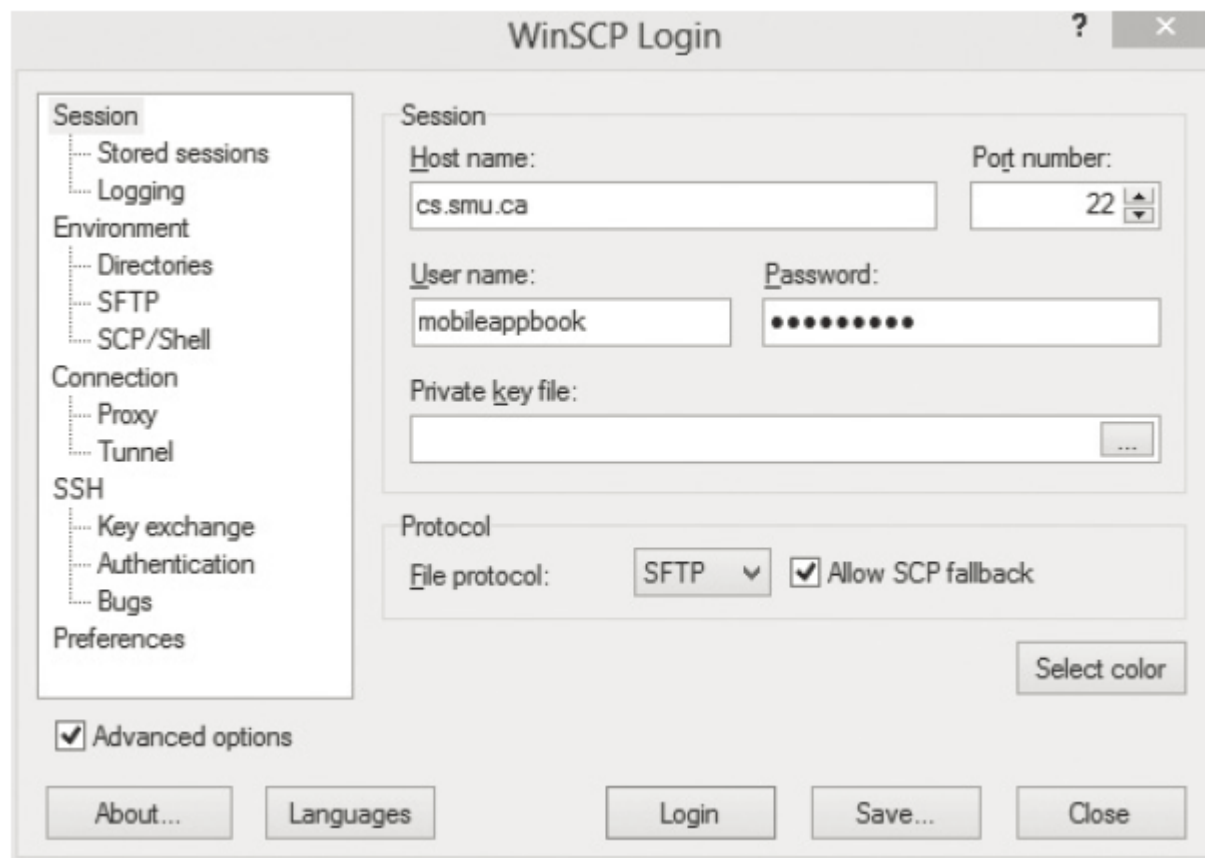 WinSCP Login
?
Session
Stored sessions
Logging
Environment
Directories
SFTP
SCP/Shell
Connection
Proxy
Tunnel
SSH
Key exchange
Authentication
Bugs
Preferences
Advanced options
Session
Host name:
Port number:
cs.smu.ca
22
User name:
Password:
mobileappbook
•••••••••
Private key file:
...
Protocol
File protocol:
SFTP
Allow SCP fallback
Select color
About...
Languages
Login
Save...
Close